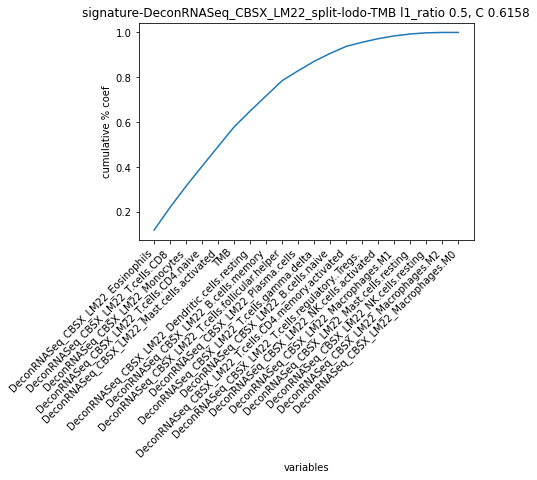 signature-DeconRNASeq_CBSX_LM22_split-lodo-TMB l1_ratio 0.5, C 0.6158
1.0
0.8
0.6
0.4
0.2
cumulative % coef
DeconRNASeq_CBSX_LM22_Eosinophils
DeconRNASeq_CBSX_LM22_T.cells.CD8
DeconRNASeq_CBSX_LM22_Monocytes
DeconRNASeq_CBSX_LM22_T.cells.CD4.naive
DeconRNASeq_CBSX_LM22_Mast.cells.activated
TMB
DeconRNASeq_CBSX_LM22_Dendritic.cells.resting
DeconRNASeq_CBSX_LM22_B.cells.memory
DeconRNASeq_CBSX_LM22_T.cells.follicular.helper
DeconRNASeq_CBSX_LM22_Plasma.cells
DeconRNASeq_CBSX_LM22_T.cells.gamma.delta
DeconRNASeq_CBSX_LM22_B.cells.naive
DeconRNASeq_CBSX_LM22_T.cells.CD4.memory.activated
DeconRNASeq_CBSX_LM22_T.cells.regulatory_Tregs.
DeconRNASeq_CBSX_LM22_NK.cells.activated
DeconRNASeq_CBSX_LM22_Macrophages.M1
DeconRNASeq_CBSX_LM22_Mast.cells.resting
DeconRNASeq_CBSX_LM22_NK.cells.resting
DeconRNASeq_CBSX_LM22_Macrophages.M2
DeconRNASeq_CBSX_LM22_Macrophages.M0
variables